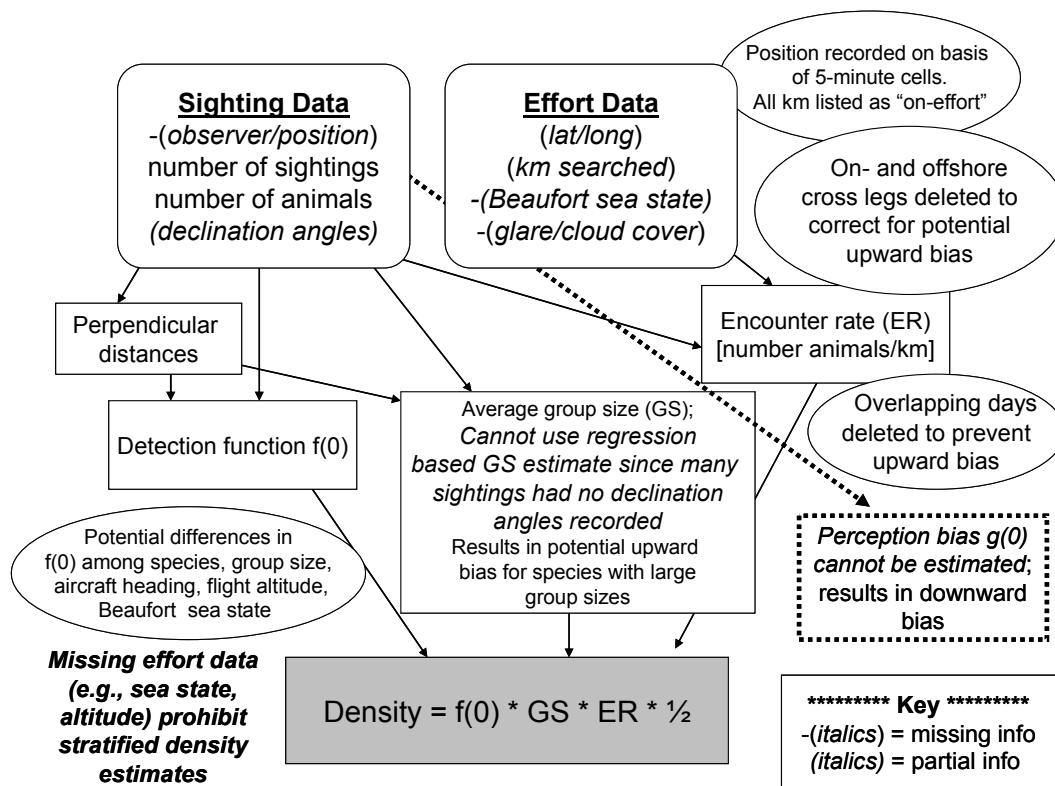 Position recorded on basis
of 5-minute cells.
All km listed as “on-effort”
Sighting Data
-(observer/position)
number of sightings
number of animals
(declination angles)
Effort Data
(lat/long)
(km searched)
-(Beaufort sea state)
-(glare/cloud cover)
On- and offshore
cross legs deleted to
correct for potential
upward bias
Perpendicular
distances
Encounter rate (ER)
[number animals/km]
Detection function f(0)
Average group size (GS);
Cannot use regression
based GS estimate since many
sightings had no declination
angles recorded
Results in potential upward
bias for species with large
group sizes
Overlapping days
deleted to prevent
upward bias
Potential differences in
f(0) among species, group size,
aircraft heading, flight altitude,
Beaufort sea state
Perception bias g(0)
cannot be estimated;
results in downward
bias
Missing effort data
(e.g., sea state,
altitude) prohibit
stratified density
estimates
Density = f(0) * GS * ER * ½
********* Key *********
-(italics) = missing info
(italics) = partial info